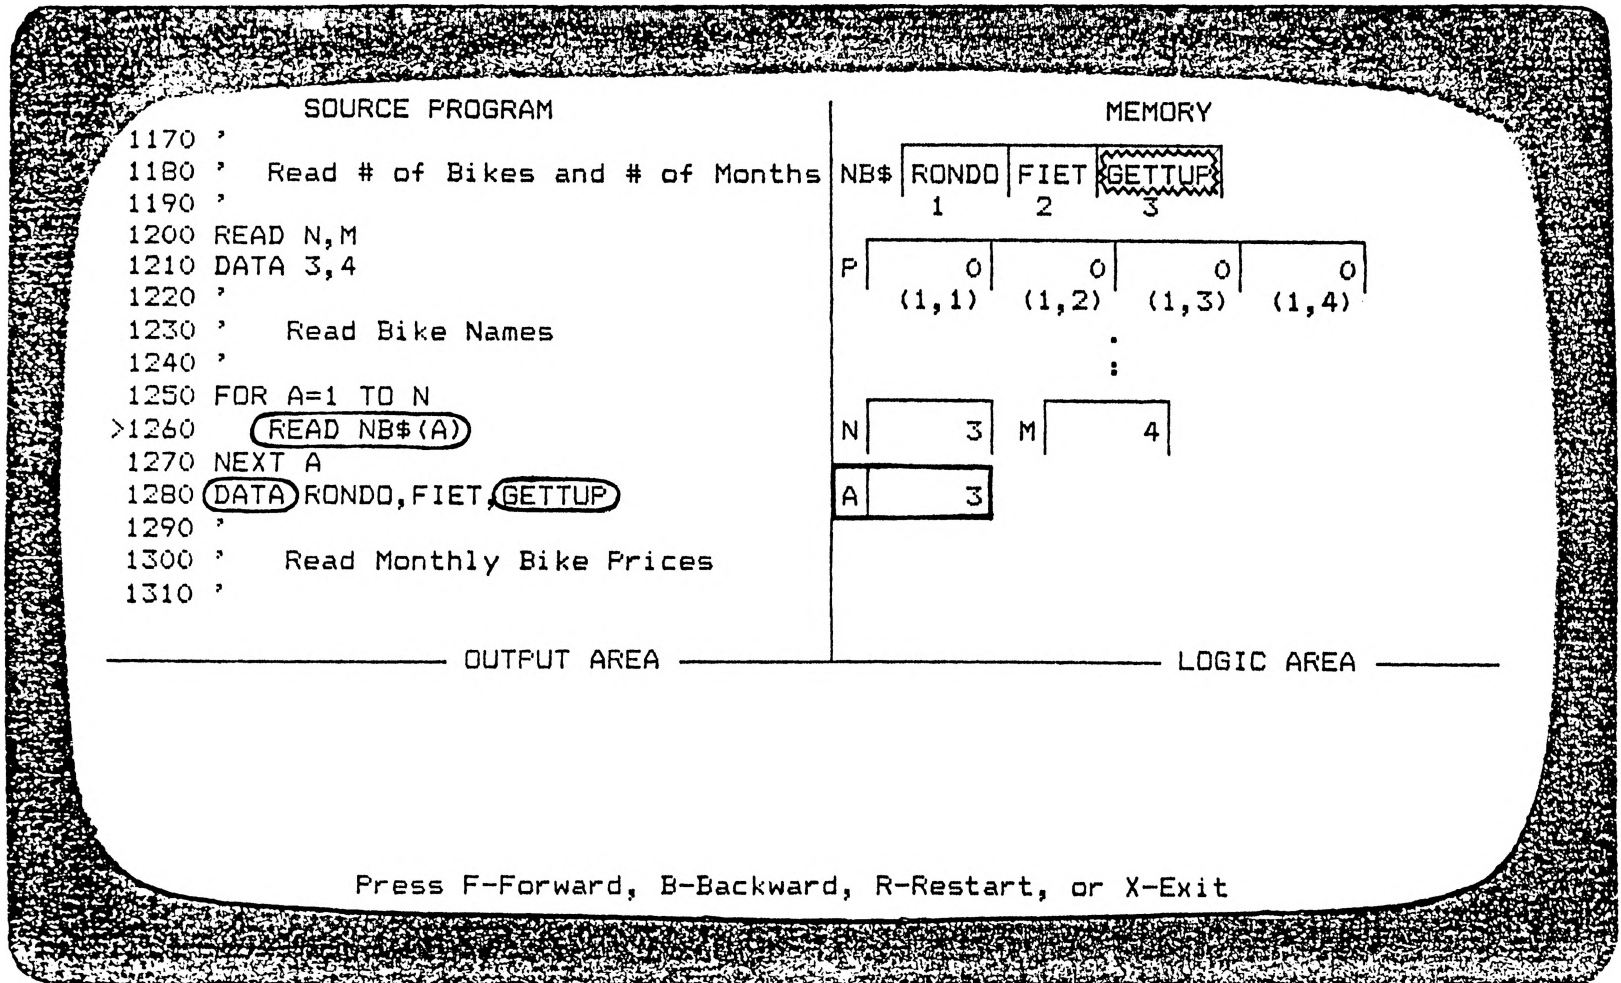 SOURCE PROGRAM
1170 '
1180 '  Read # of Bikes and # of Months
1190 '
1200 READ N,M
1210 DATA 3,4
1220 '
1230 '   Read Bike Names
1240 '
1250 FOR A=1 TO N
>1260   READ NB$(A)
1270 NEXT A
1280 DATA RONDO,FIET,GETTUP
1290 '
1300 '   Read Monthly Bike Prices
1310 '
MEMORY
NB$ RONDO FIET GETTUP
1 2 3
P 0 0 0 0
(1,1) (1,2) (1,3) (1,4)
:
N 3 M 4
A 3
OUTPUT AREA
LOGIC AREA
Press F-Forward, B-Backward, R-Restart, or X-Exit